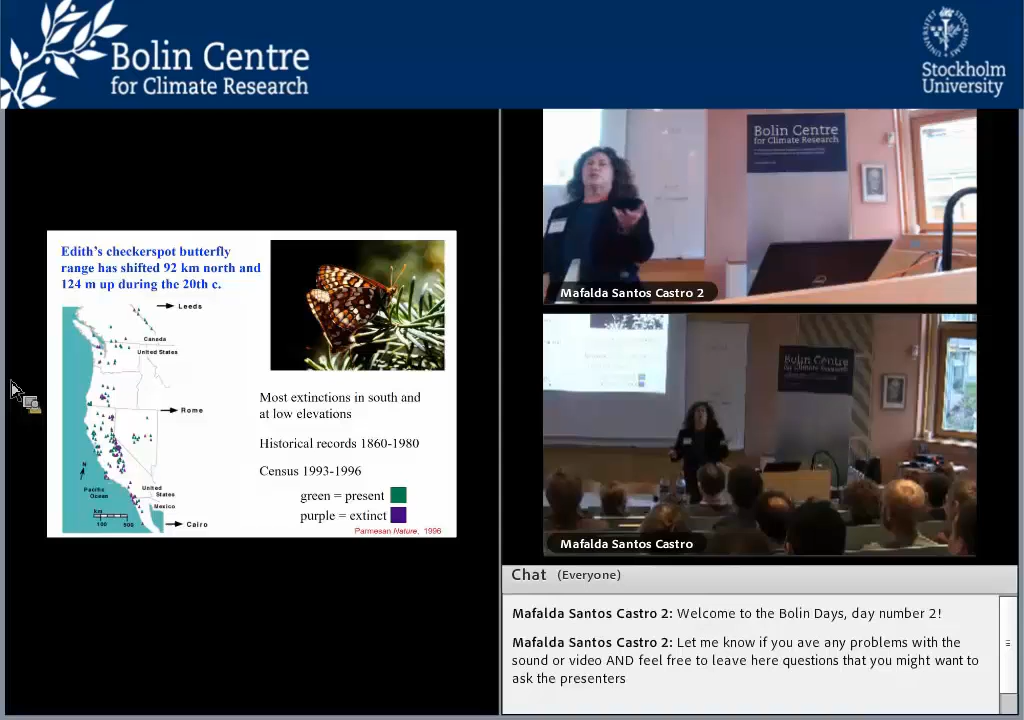 Bolin Centre
for Climate Research
Stockholm
University
Edith's checkerspot butterfly
range has shifted 92 km north and
124 m up during the 20th c.
Leeds
Canada
United States
Rome
N
Pacific
Ocean
United
States
Mexico
km
100 500
Cairo
Most extinctions in south and
at low elevations
Historical records 1860-1980
Census 1993-1996
green = present
purple = extinct
Parmesan Nature, 1996
Bolin Centre
for Climate Research
Mafalda Santos Castro 2
Bolin Centre
for Climate Research
Mafalda Santos Castro
Chat (Everyone)
Mafalda Santos Castro 2: Welcome to the Bolin Days, day number 2!
Mafalda Santos Castro 2: Let me know if you ave any problems with the
sound or video AND feel free to leave here questions that you might want to
ask the presenters